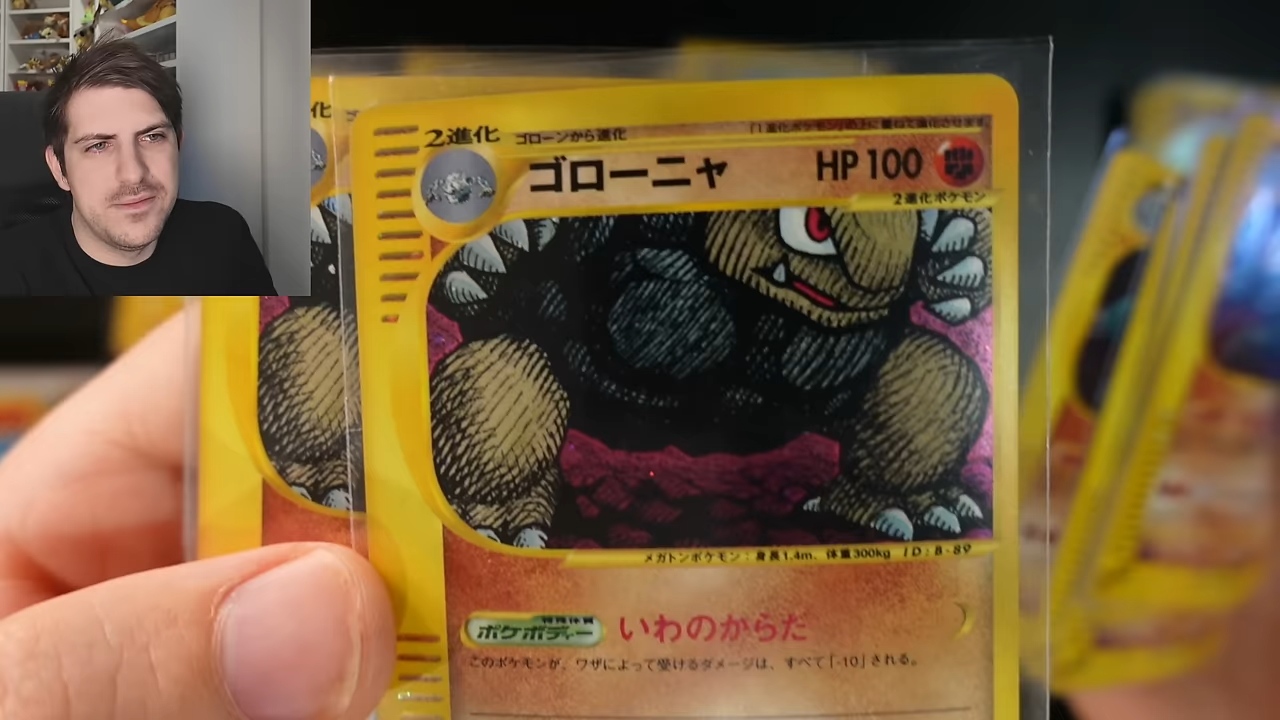 化
2進化 ゴローンから進化 「1進化ポケモン」の上に重ねて進化させます
ゴローニャ HP 100
2進化ポケモン
メガトンポケモン：身長1.4m、体重300kg ID：B-89
特殊体質
ポケボディー いわのからだ
このポケモンが、ワザによって受けるダメージは、すべて「-10」される。